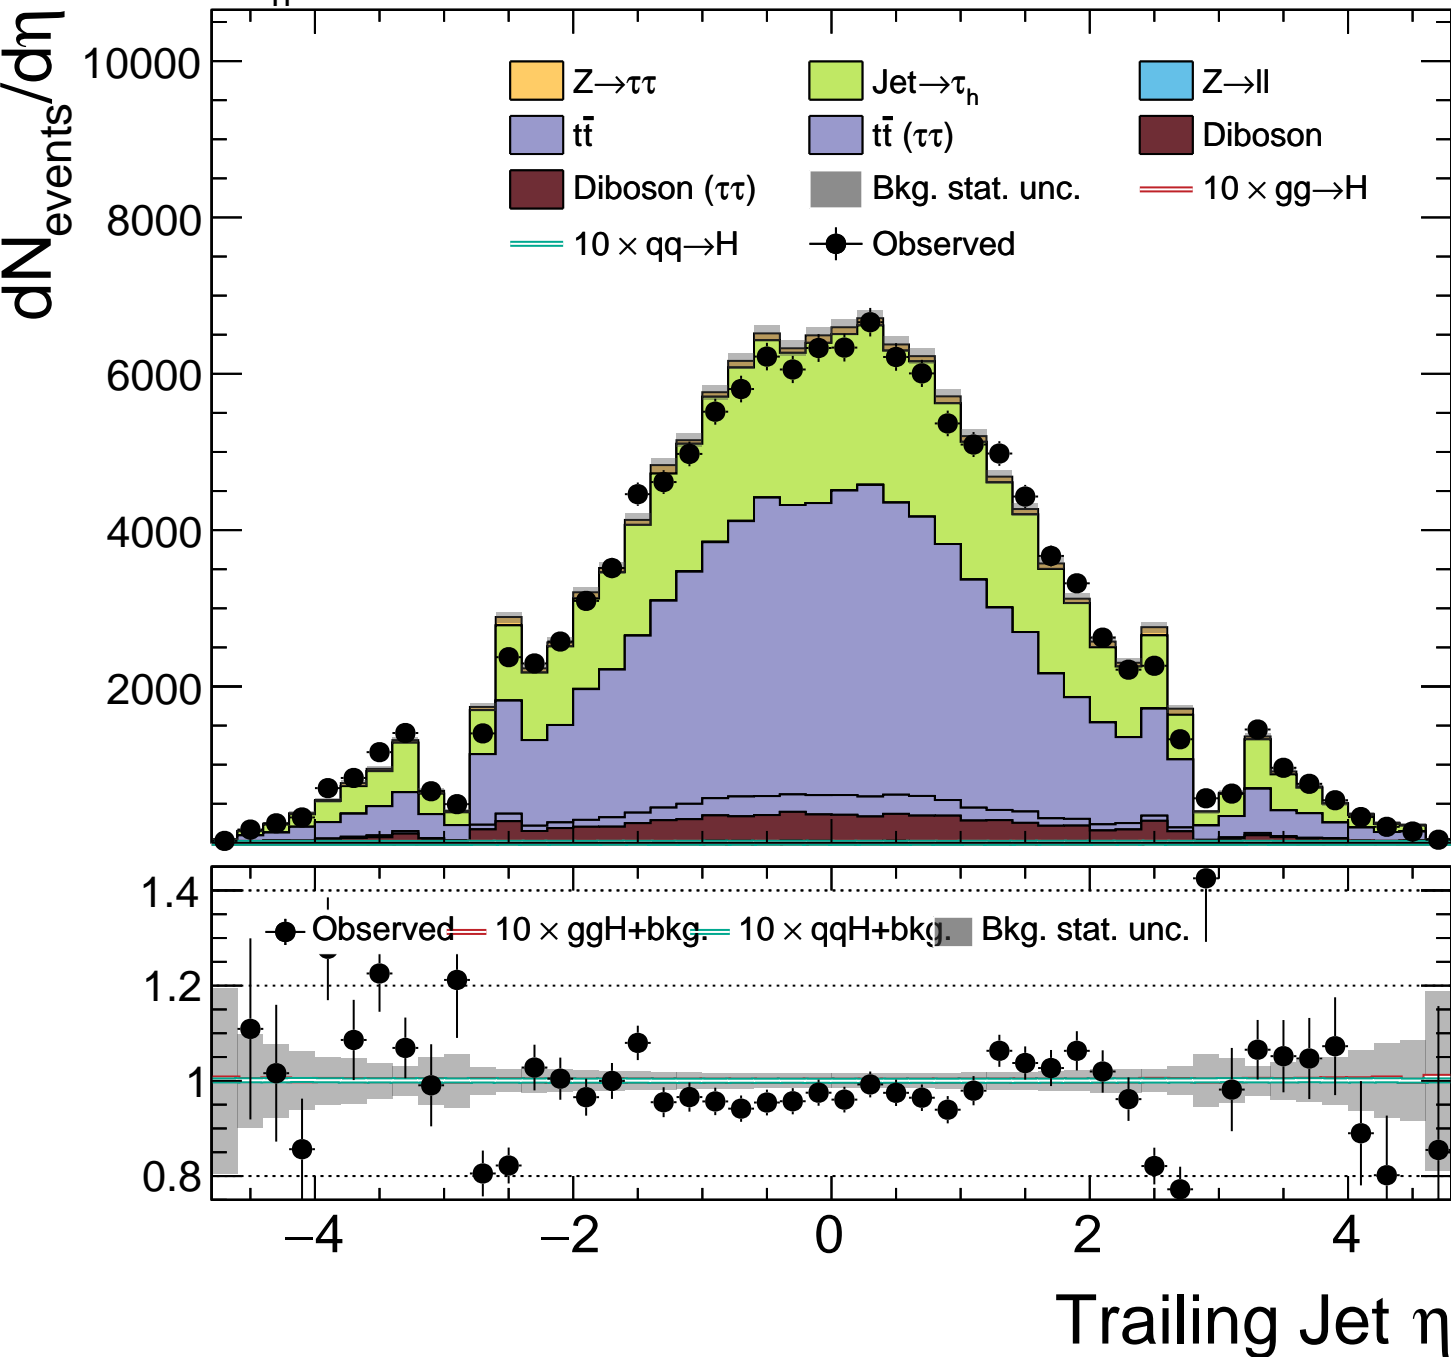 dN_events/dη
10000
8000
6000
4000
2000
Z→ττ
Jet→τ_h
Z→ll
tt̄
tt̄ (ττ)
Diboson
Diboson (ττ)
Bkg. stat. unc.
10 × gg→H
10 × qq→H
Observed
1.4
1.2
1
0.8
Observed
10 × ggH+bkg.
10 × qqH+bkg.
Bkg. stat. unc.
−4
−2
0
2
4
Trailing Jet η